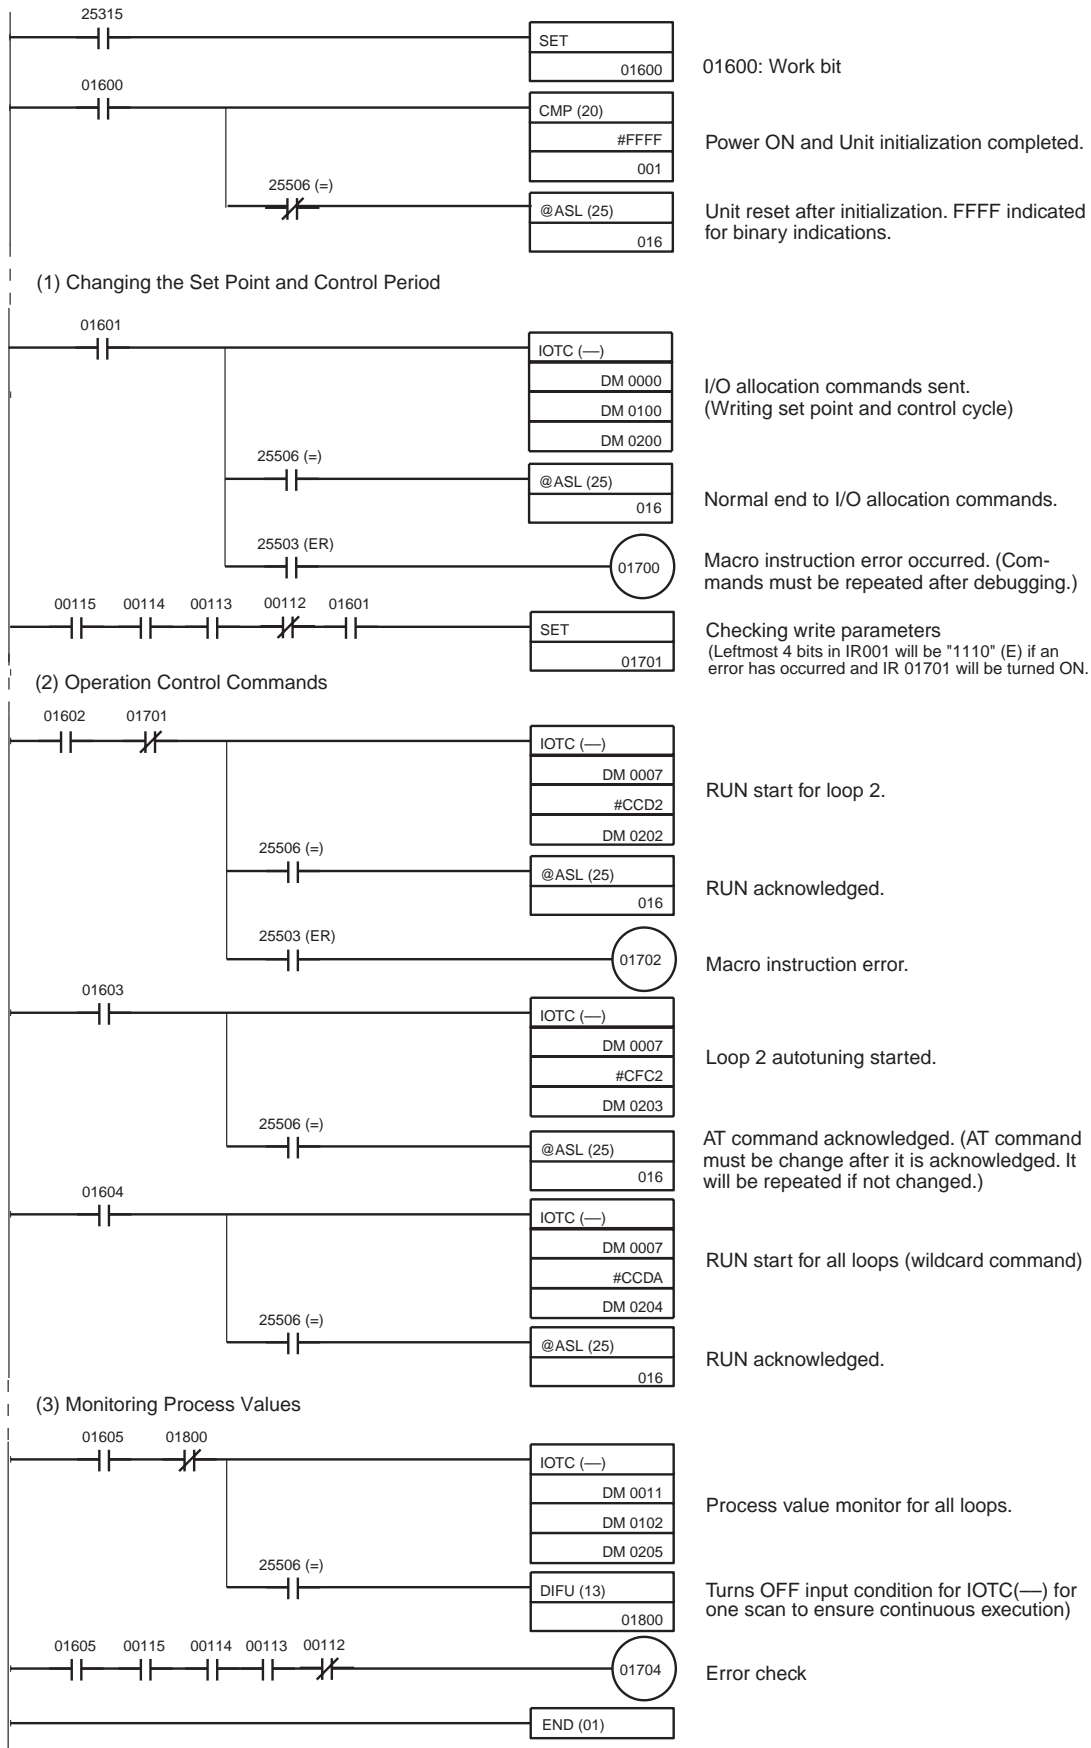 25315
SET
01600
01600: Work bit
01600
CMP (20)
#FFFF
001
Power ON and Unit initialization completed.
25506 (=)
@ASL (25)
016
Unit reset after initialization. FFFF indicated
for binary indications.
(1) Changing the Set Point and Control Period
01601
IOTC (—)
DM 0000
DM 0100
DM 0200
I/O allocation commands sent.
(Writing set point and control cycle)
25506 (=)
@ASL (25)
016
Normal end to I/O allocation commands.
25503 (ER)
01700
Macro instruction error occurred. (Com-
mands must be repeated after debugging.)
00115 00114 00113 00112 01601
SET
01701
Checking write parameters
(Leftmost 4 bits in IR001 will be "1110" (E) if an
error has occurred and IR 01701 will be turned ON.
(2) Operation Control Commands
01602 01701
IOTC (—)
DM 0007
#CCD2
DM 0202
RUN start for loop 2.
25506 (=)
@ASL (25)
016
RUN acknowledged.
25503 (ER)
01702
Macro instruction error.
01603
IOTC (—)
DM 0007
#CFC2
DM 0203
Loop 2 autotuning started.
25506 (=)
@ASL (25)
016
AT command acknowledged. (AT command
must be change after it is acknowledged. It
will be repeated if not changed.)
01604
IOTC (—)
DM 0007
#CCDA
DM 0204
RUN start for all loops (wildcard command)
25506 (=)
@ASL (25)
016
RUN acknowledged.
(3) Monitoring Process Values
01605 01800
IOTC (—)
DM 0011
DM 0102
DM 0205
Process value monitor for all loops.
25506 (=)
DIFU (13)
01800
Turns OFF input condition for IOTC(—) for
one scan to ensure continuous execution)
01605 00115 00114 00113 00112
01704
Error check
END (01)